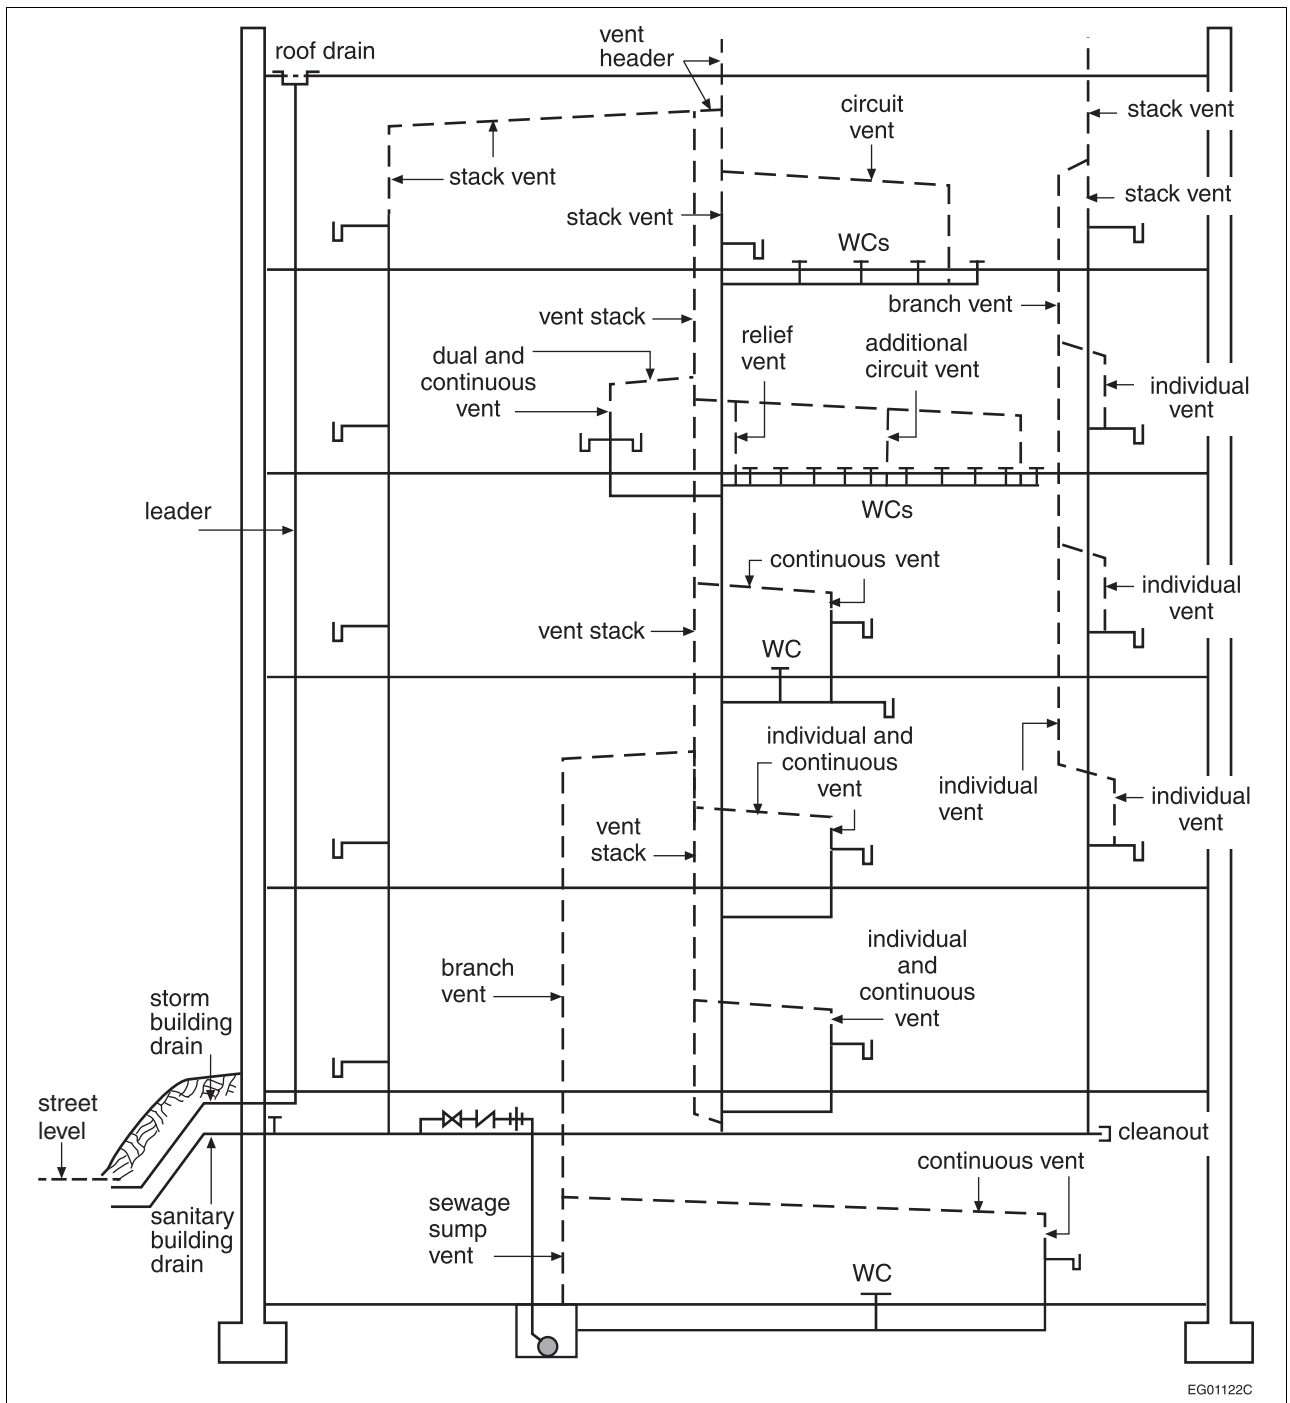 roof drain
vent
header
circuit
vent
stack vent
stack vent
stack vent
stack vent
WCs
branch vent
vent stack
relief
vent
additional
circuit vent
dual and
continuous
vent
individual
vent
leader
WCs
continuous vent
individual
vent
vent stack
WC
individual and
continuous
vent
individual
vent
individual
vent
vent
stack
individual
and
continuous
vent
branch
vent
storm
building
drain
street
level
cleanout
continuous vent
sanitary
building
drain
sewage
sump
vent
WC
EG01122C